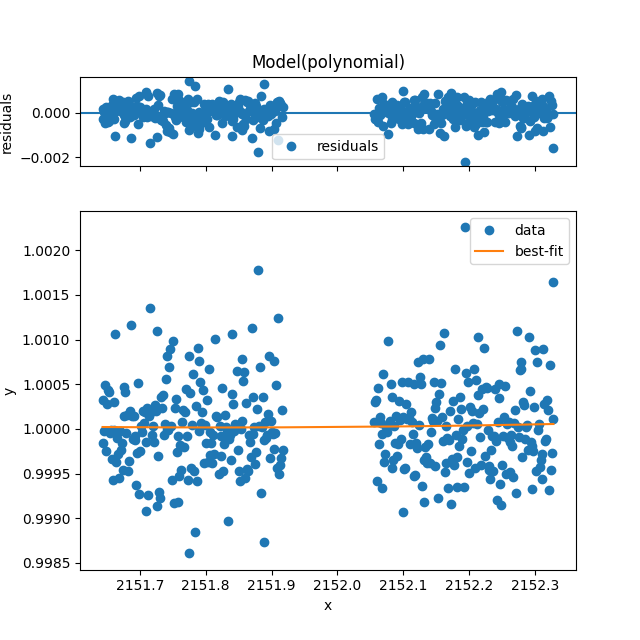 Model(polynomial)
residuals
0.000
−0.002
residuals
y
1.0020
1.0015
1.0010
1.0005
1.0000
0.9995
0.9990
0.9985
data
best-fit
2151.7 2151.8 2151.9 2152.0 2152.1 2152.2 2152.3
x